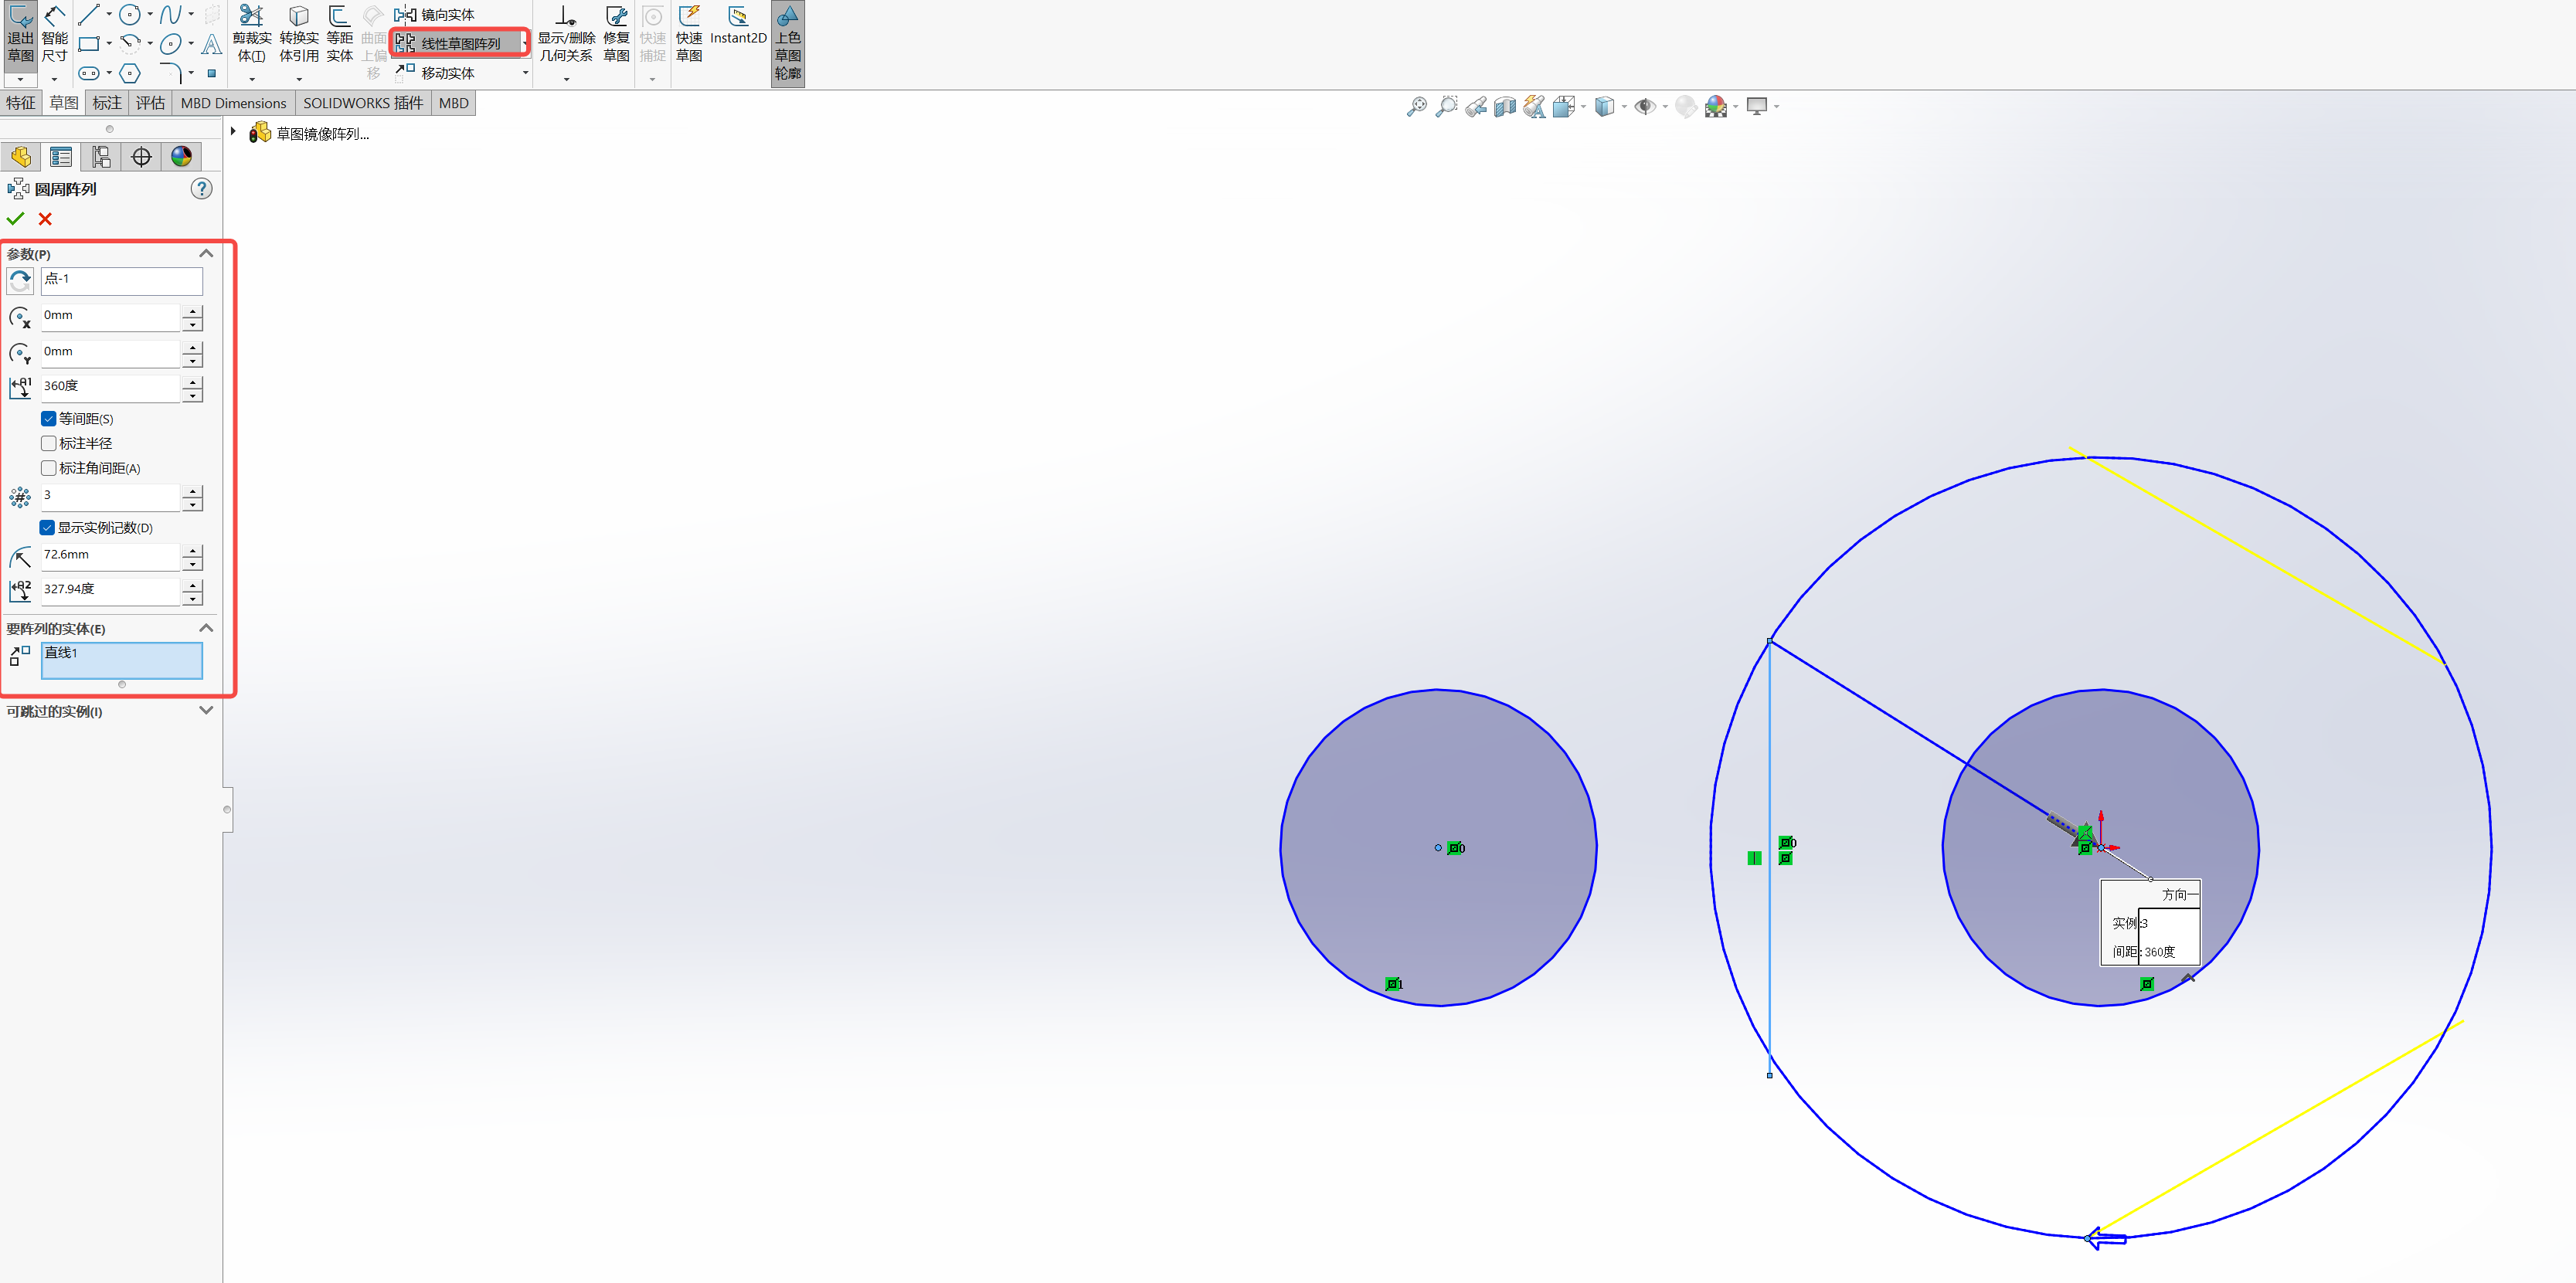 退出草图
智能尺寸
剪裁实体(T)
转换实体引用
等距实体
曲面上偏移
镜向实体
线性草图阵列
移动实体
显示/删除几何关系
修复草图
快速捕捉
快速草图
Instant2D
上色草图轮廓
特征 草图 标注 评估 MBD Dimensions SOLIDWORKS 插件 MBD
草图镜像阵列...
圆周阵列
参数(P)
点-1
0mm
0mm
360度
等间距(S)
标注半径
标注角间距(A)
3
显示实例记数(D)
72.6mm
327.94度
要阵列的实体(E)
直线1
可跳过的实例(I)
0
0
1
方向一
实例:3
间距:360度